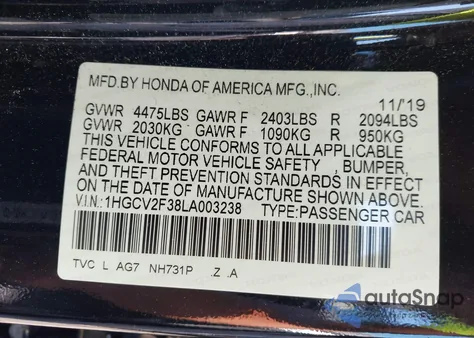 MFD.BY HONDA OF AMERICA MFG.,INC.
11/19
GVWR 4475LBS GAWR F 2403LBS R 2094LBS
GVWR 2030KG GAWR F 1090KG R 950KG
THIS VEHICLE CONFORMS TO ALL APPLICABLE
FEDERAL MOTOR VEHICLE SAFETY , BUMPER,
AND THEFT PREVENTION STANDARDS IN EFFECT
ON THE DATE OF MANUFACTURE SHOWN ABOVE.
V.I.N:1HGCV2F38LA003238 TYPE:PASSENGER CAR
TVC L AG7 NH731P .Z .A
autoSnap